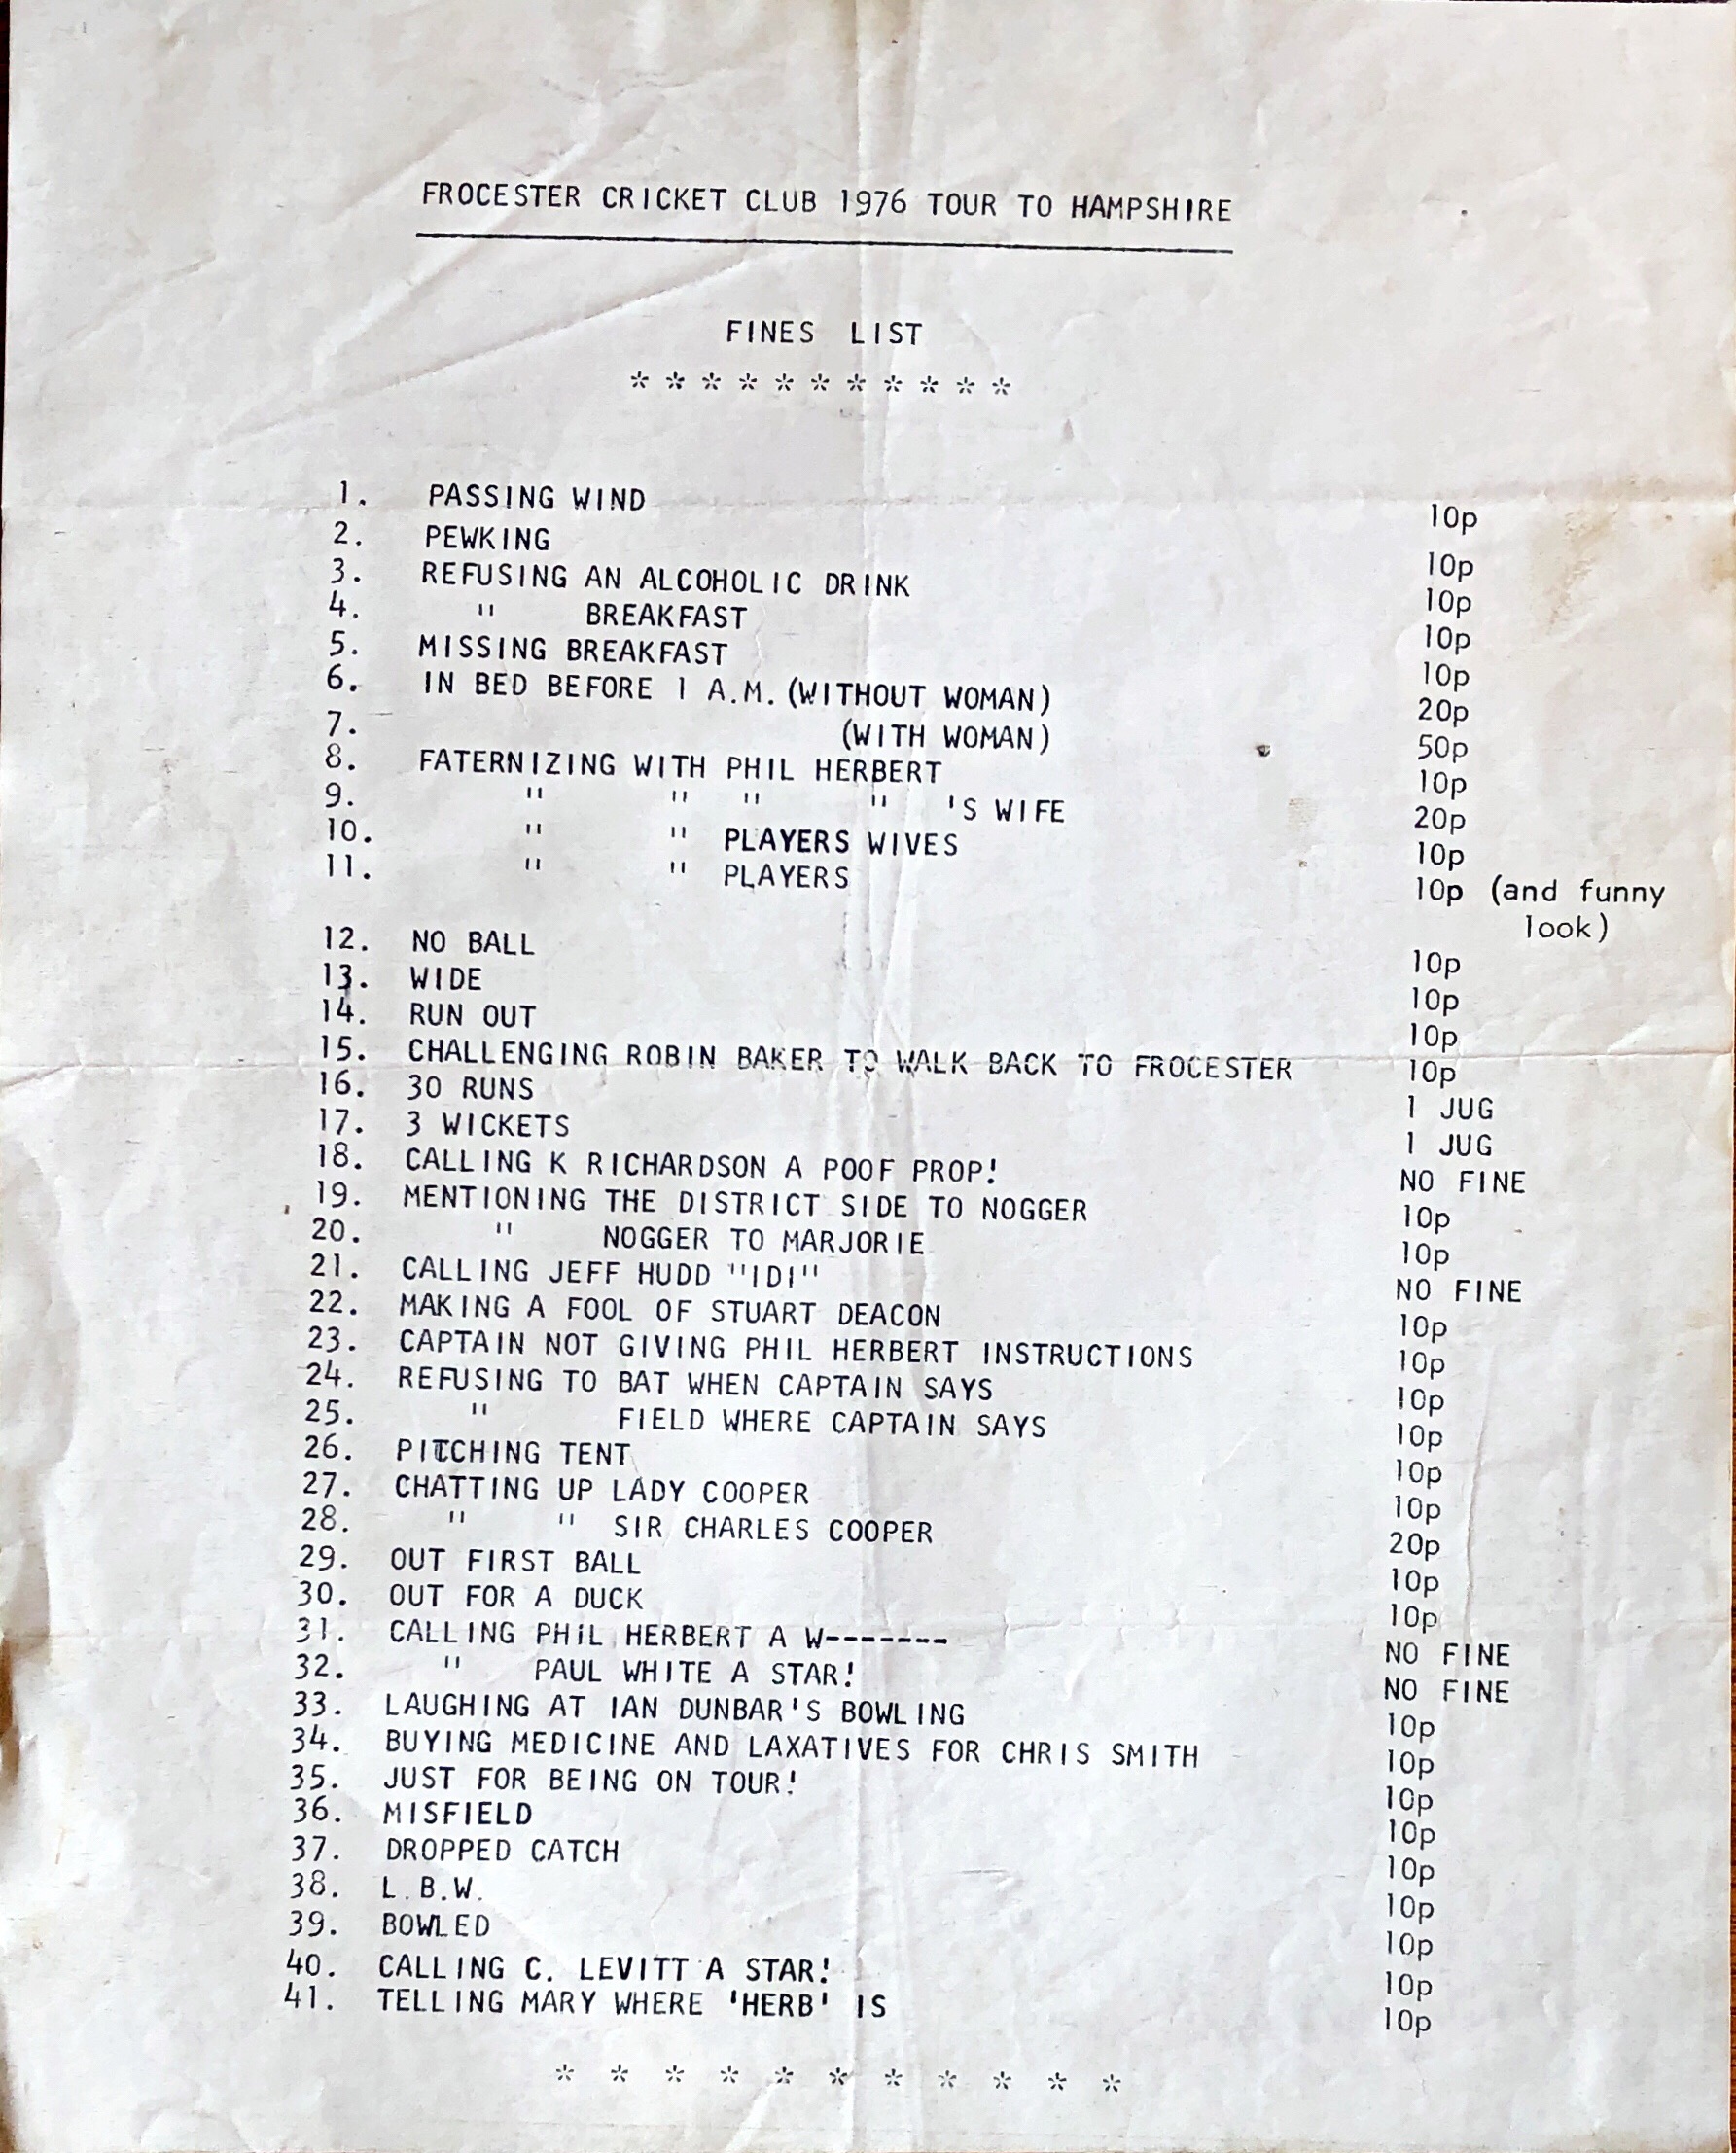 FROCESTER CRICKET CLUB 1976 TOUR TO HAMPSHIRE
FINES LIST
* * * * * * * * * * *
1. PASSING WIND 10p
2. PEWKING 10p
3. REFUSING AN ALCOHOLIC DRINK 10p
4. " BREAKFAST 10p
5. MISSING BREAKFAST 10p
6. IN BED BEFORE 1 A.M. (WITHOUT WOMAN) 20p
7. (WITH WOMAN) 50p
8. FATERNIZING WITH PHIL HERBERT 10p
9. " " " " 'S WIFE 20p
10. " " PLAYERS WIVES 10p
11. " " PLAYERS 10p (and funny
look)
12. NO BALL 10p
13. WIDE 10p
14. RUN OUT 10p
15. CHALLENGING ROBIN BAKER TO WALK BACK TO FROCESTER 10p
16. 30 RUNS 1 JUG
17. 3 WICKETS 1 JUG
18. CALLING K RICHARDSON A POOF PROP! NO FINE
19. MENTIONING THE DISTRICT SIDE TO NOGGER 10p
20. " NOGGER TO MARJORIE 10p
21. CALLING JEFF HUDD "IDI" NO FINE
22. MAKING A FOOL OF STUART DEACON 10p
23. CAPTAIN NOT GIVING PHIL HERBERT INSTRUCTIONS 10p
24. REFUSING TO BAT WHEN CAPTAIN SAYS 10p
25. " FIELD WHERE CAPTAIN SAYS 10p
26. PITCHING TENT 10p
27. CHATTING UP LADY COOPER 10p
28. " " SIR CHARLES COOPER 20p
29. OUT FIRST BALL 10p
30. OUT FOR A DUCK 10p
31. CALLING PHIL HERBERT A W------- NO FINE
32. " PAUL WHITE A STAR! NO FINE
33. LAUGHING AT IAN DUNBAR'S BOWLING 10p
34. BUYING MEDICINE AND LAXATIVES FOR CHRIS SMITH 10p
35. JUST FOR BEING ON TOUR! 10p
36. MISFIELD 10p
37. DROPPED CATCH 10p
38. L.B.W. 10p
39. BOWLED 10p
40. CALLING C. LEVITT A STAR! 10p
41. TELLING MARY WHERE 'HERB' IS 10p
* * * * * * * * * * *